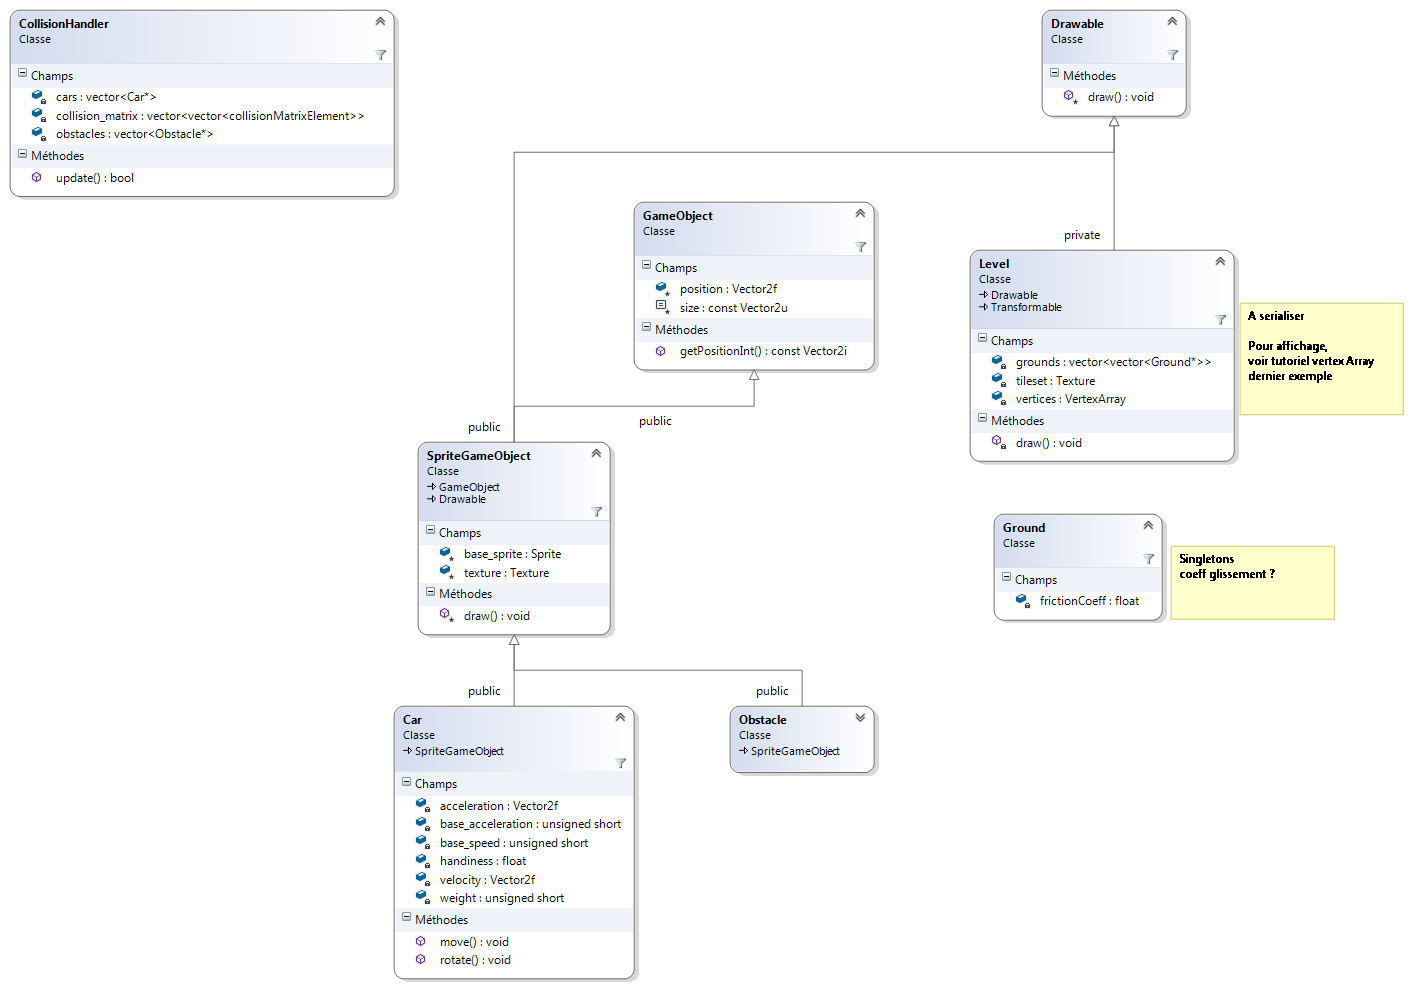 CollisionHandler
Classe
Champs
cars : vector<Car*>
collision_matrix : vector<vector<collisionMatrixElement>>
obstacles : vector<Obstacle*>
Méthodes
update() : bool
Drawable
Classe
Méthodes
draw() : void
GameObject
Classe
Champs
position : Vector2f
size : const Vector2u
Méthodes
getPositionInt() : const Vector2i
private
Level
Classe
Drawable
Transformable
Champs
grounds : vector<vector<Ground*>>
tileset : Texture
vertices : VertexArray
Méthodes
draw() : void
A serialiser
Pour affichage,
voir tutoriel vertex Array
dernier exemple
public
public
SpriteGameObject
Classe
GameObject
Drawable
Champs
base_sprite : Sprite
texture : Texture
Méthodes
draw() : void
Ground
Classe
Champs
frictionCoeff : float
Singletons
coeff glissement ?
public
public
Car
Classe
SpriteGameObject
Champs
acceleration : Vector2f
base_acceleration : unsigned short
base_speed : unsigned short
handiness : float
velocity : Vector2f
weight : unsigned short
Méthodes
move() : void
rotate() : void
Obstacle
Classe
SpriteGameObject